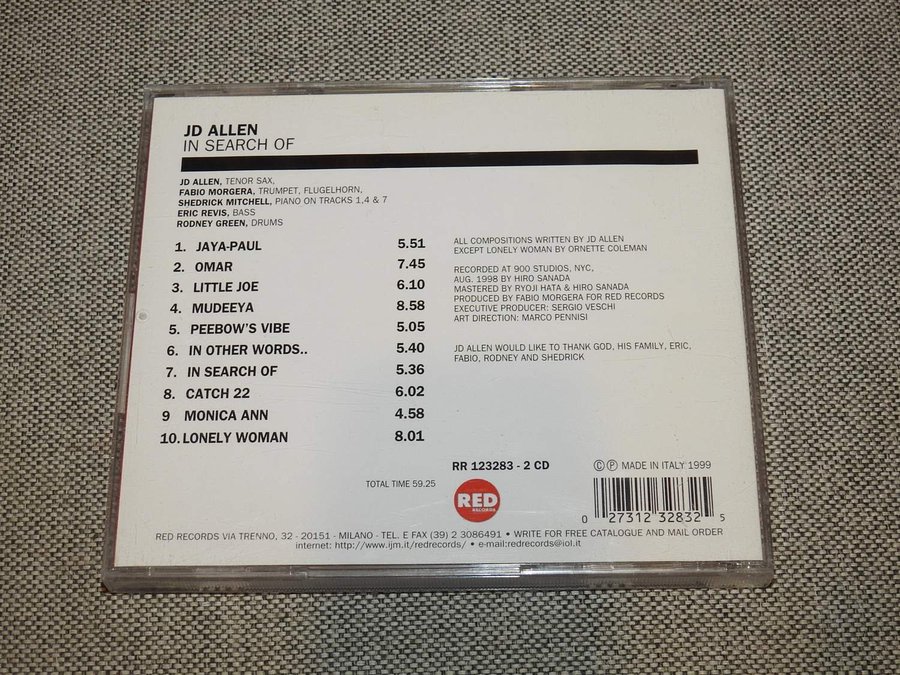 JD ALLEN
IN SEARCH OF
JD ALLEN, TENOR SAX,
FABIO MORGERA, TRUMPET, FLUGELHORN,
SHEDRICK MITCHELL, PIANO ON TRACKS 1,4 & 7
ERIC REVIS, BASS
RODNEY GREEN, DRUMS
1. JAYA-PAUL 5.51
2. OMAR 7.45
3. LITTLE JOE 6.10
4. MUDEEYA 8.58
5. PEEBOW'S VIBE 5.05
6. IN OTHER WORDS.. 5.40
7. IN SEARCH OF 5.36
8. CATCH 22 6.02
9 MONICA ANN 4.58
10. LONELY WOMAN 8.01
ALL COMPOSITIONS WRITTEN BY JD ALLEN
EXCEPT LONELY WOMAN BY ORNETTE COLEMAN
RECORDED AT 900 STUDIOS, NYC,
AUG. 1998 BY HIRO SANADA
MASTERED BY RYOJI HATA & HIRO SANADA
PRODUCED BY FABIO MORGERA FOR RED RECORDS
EXECUTIVE PRODUCER: SERGIO VESCHI
ART DIRECTION: MARCO PENNISI
JD ALLEN WOULD LIKE TO THANK GOD, HIS FAMILY, ERIC,
FABIO, RODNEY AND SHEDRICK
RR 123283 - 2 CD
Ⓒ Ⓟ MADE IN ITALY 1999
TOTAL TIME 59.25
RED
RECORDS
0 27312 32832 5
RED RECORDS VIA TRENNO, 32 - 20151 - MILANO - TEL. E FAX (39) 2 3086491 • WRITE FOR FREE CATALOGUE AND MAIL ORDER
internet: http://www.ijm.it/redrecords/ • e-mail:redrecords@iol.it